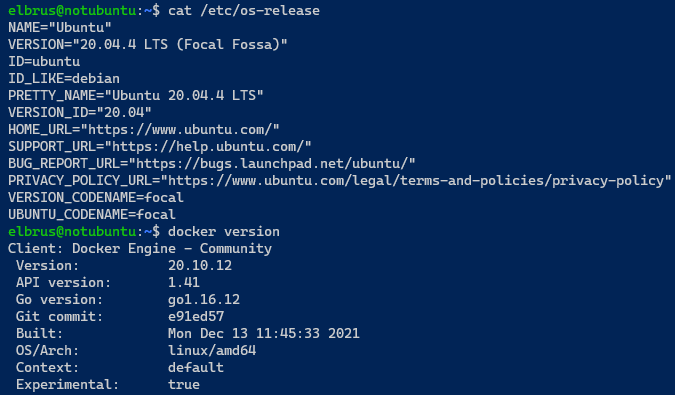 elbrus@notubuntu:~$ cat /etc/os-release
NAME="Ubuntu"
VERSION="20.04.4 LTS (Focal Fossa)"
ID=ubuntu
ID_LIKE=debian
PRETTY_NAME="Ubuntu 20.04.4 LTS"
VERSION_ID="20.04"
HOME_URL="https://www.ubuntu.com/"
SUPPORT_URL="https://help.ubuntu.com/"
BUG_REPORT_URL="https://bugs.launchpad.net/ubuntu/"
PRIVACY_POLICY_URL="https://www.ubuntu.com/legal/terms-and-policies/privacy-policy"
VERSION_CODENAME=focal
UBUNTU_CODENAME=focal
elbrus@notubuntu:~$ docker version
Client: Docker Engine - Community
 Version:           20.10.12
 API version:       1.41
 Go version:        go1.16.12
 Git commit:        e91ed57
 Built:             Mon Dec 13 11:45:33 2021
 OS/Arch:           linux/amd64
 Context:           default
 Experimental:      true